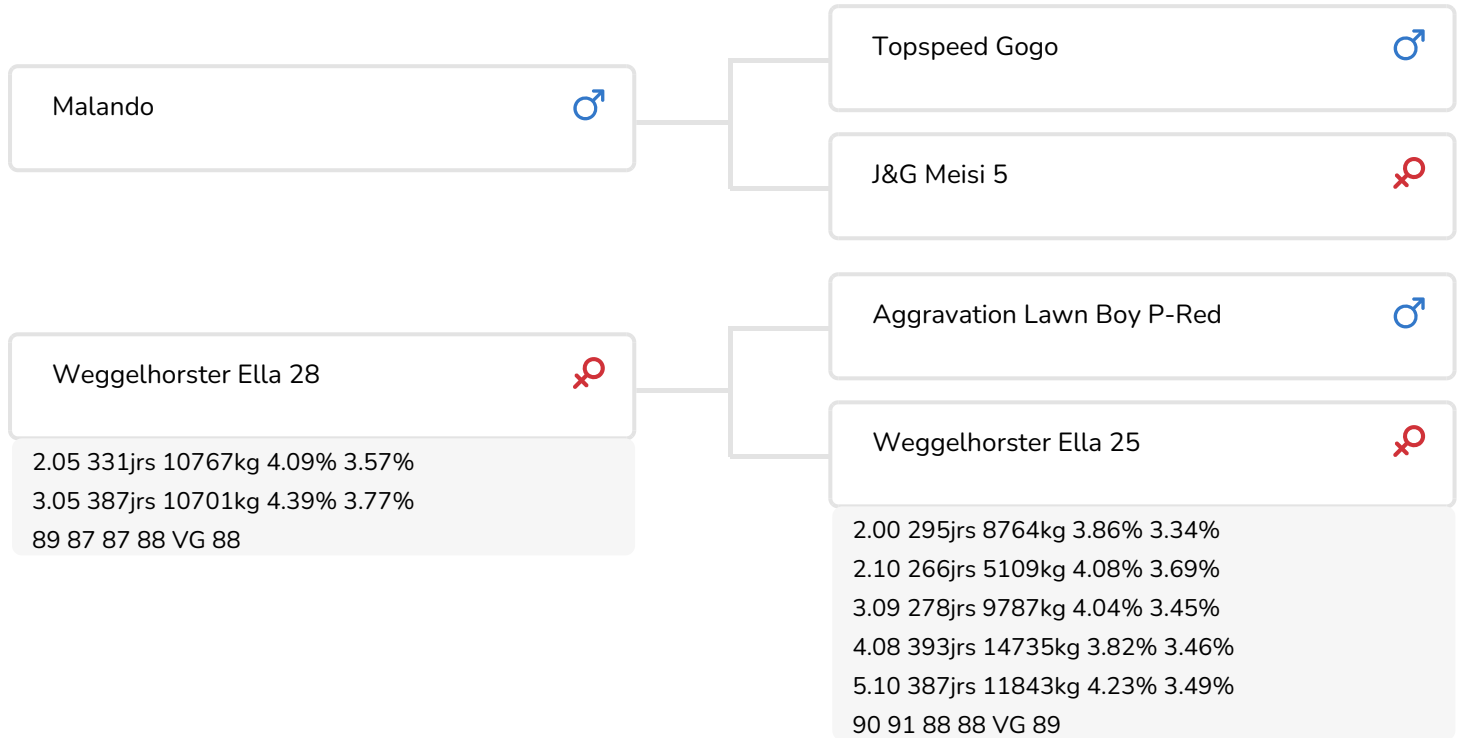 Topspeed Gogo
Malando
J&G Meisi 5
Aggravation Lawn Boy P-Red
Weggelhorster Ella 28
2.05 331jrs 10767kg 4.09% 3.57%
3.05 387jrs 10701kg 4.39% 3.77%
89 87 87 88 VG 88
Weggelhorster Ella 25
2.00 295jrs 8764kg 3.86% 3.34%
2.10 266jrs 5109kg 4.08% 3.69%
3.09 278jrs 9787kg 4.04% 3.45%
4.08 393jrs 14735kg 3.82% 3.46%
5.10 387jrs 11843kg 4.23% 3.49%
90 91 88 88 VG 89